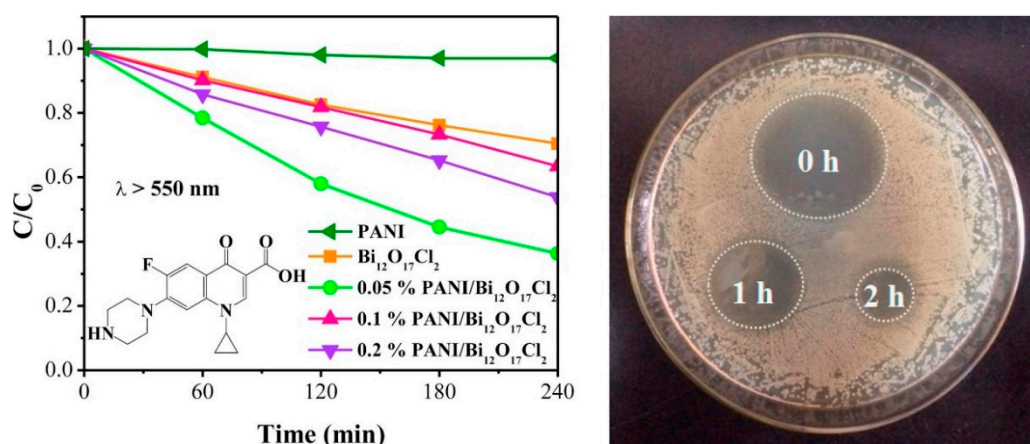 C/C₀
1.0
0.8
0.6
0.4
0.2
0.0
λ > 550 nm
O
O
F
OH
N
N
HN
PANI
Bi₁₂O₁₇Cl₂
0.05 % PANI/Bi₁₂O₁₇Cl₂
0.1 % PANI/Bi₁₂O₁₇Cl₂
0.2 % PANI/Bi₁₂O₁₇Cl₂
0 60 120 180 240
Time (min)
0 h
1 h
2 h